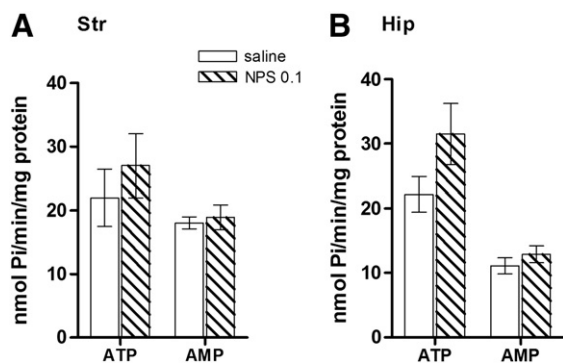 A Str
saline
NPS 0.1
nmol Pi/min/mg protein
40
30
20
10
0
ATP AMP
B Hip
nmol Pi/min/mg protein
40
30
20
10
0
ATP AMP